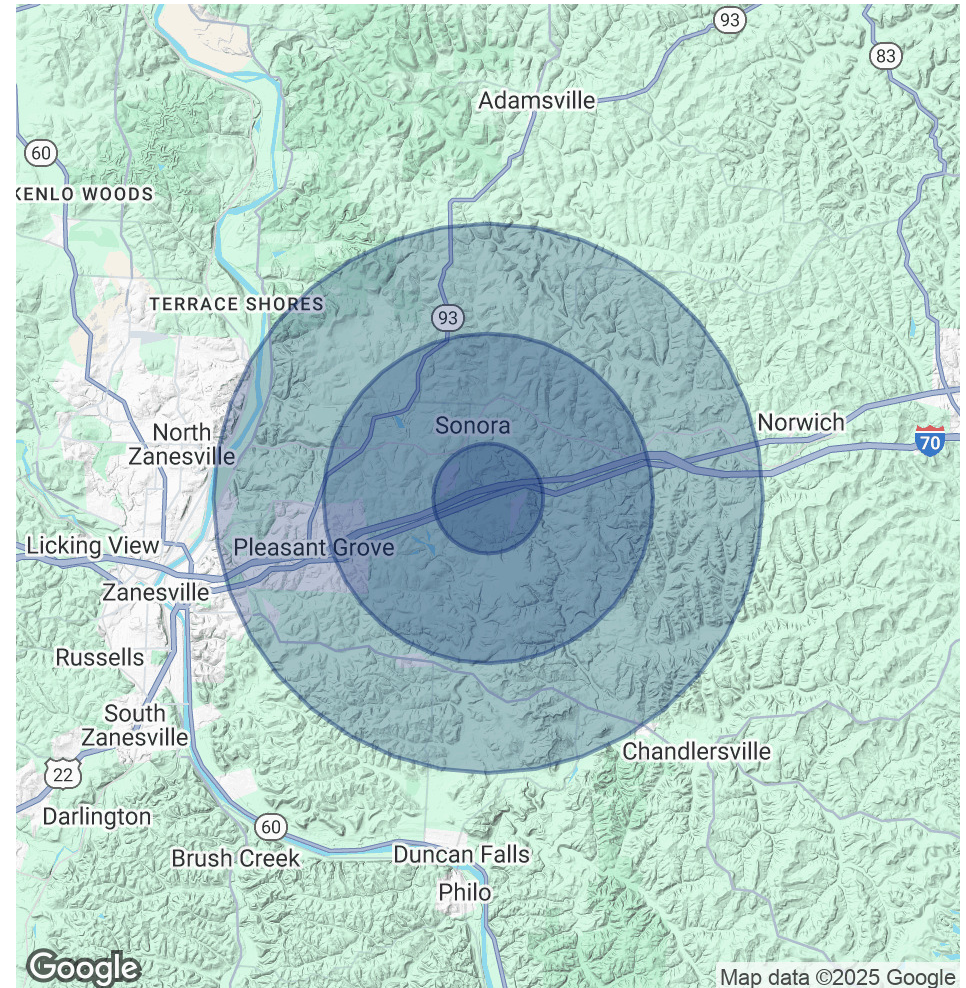 93
83
Adamsville
60
KENLO WOODS
TERRACE SHORES
93
Sonora
Norwich
North
Zanesville
70
Licking View
Pleasant Grove
Zanesville
Russells
South
Zanesville
Chandlersville
22
Darlington
60
Brush Creek
Duncan Falls
Philo
Google
Map data ©2025 Google